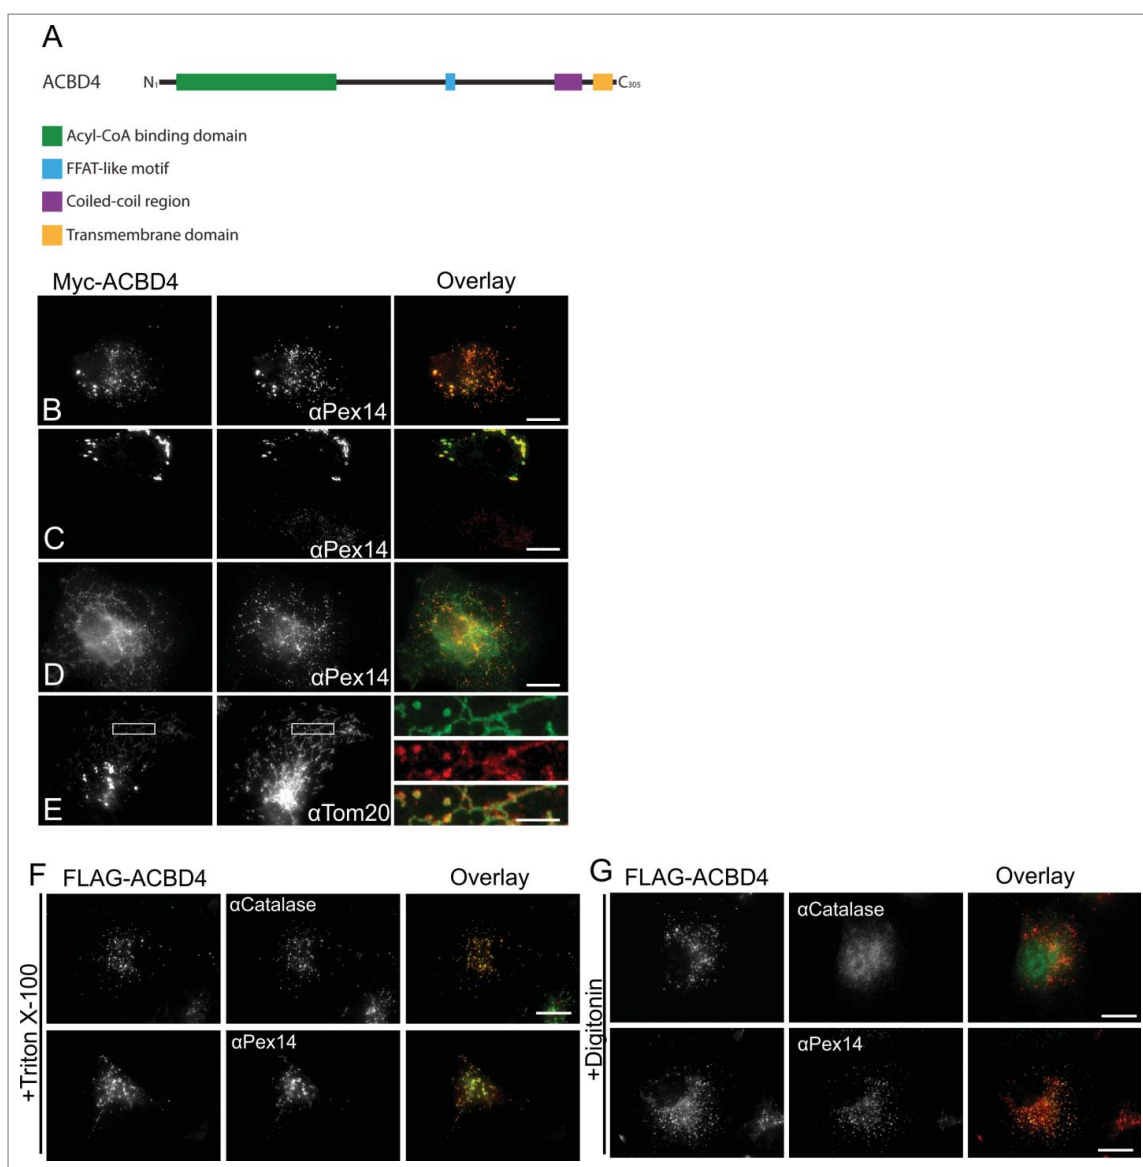 A
ACBD4 N1 C305
Acyl-CoA binding domain
FFAT-like motif
Coiled-coil region
Transmembrane domain
Myc-ACBD4 Overlay
B αPex14
C αPex14
D αPex14
E αTom20
F FLAG-ACBD4 Overlay
+Triton X-100
αCatalase
αPex14
G FLAG-ACBD4 Overlay
+Digitonin
αCatalase
αPex14